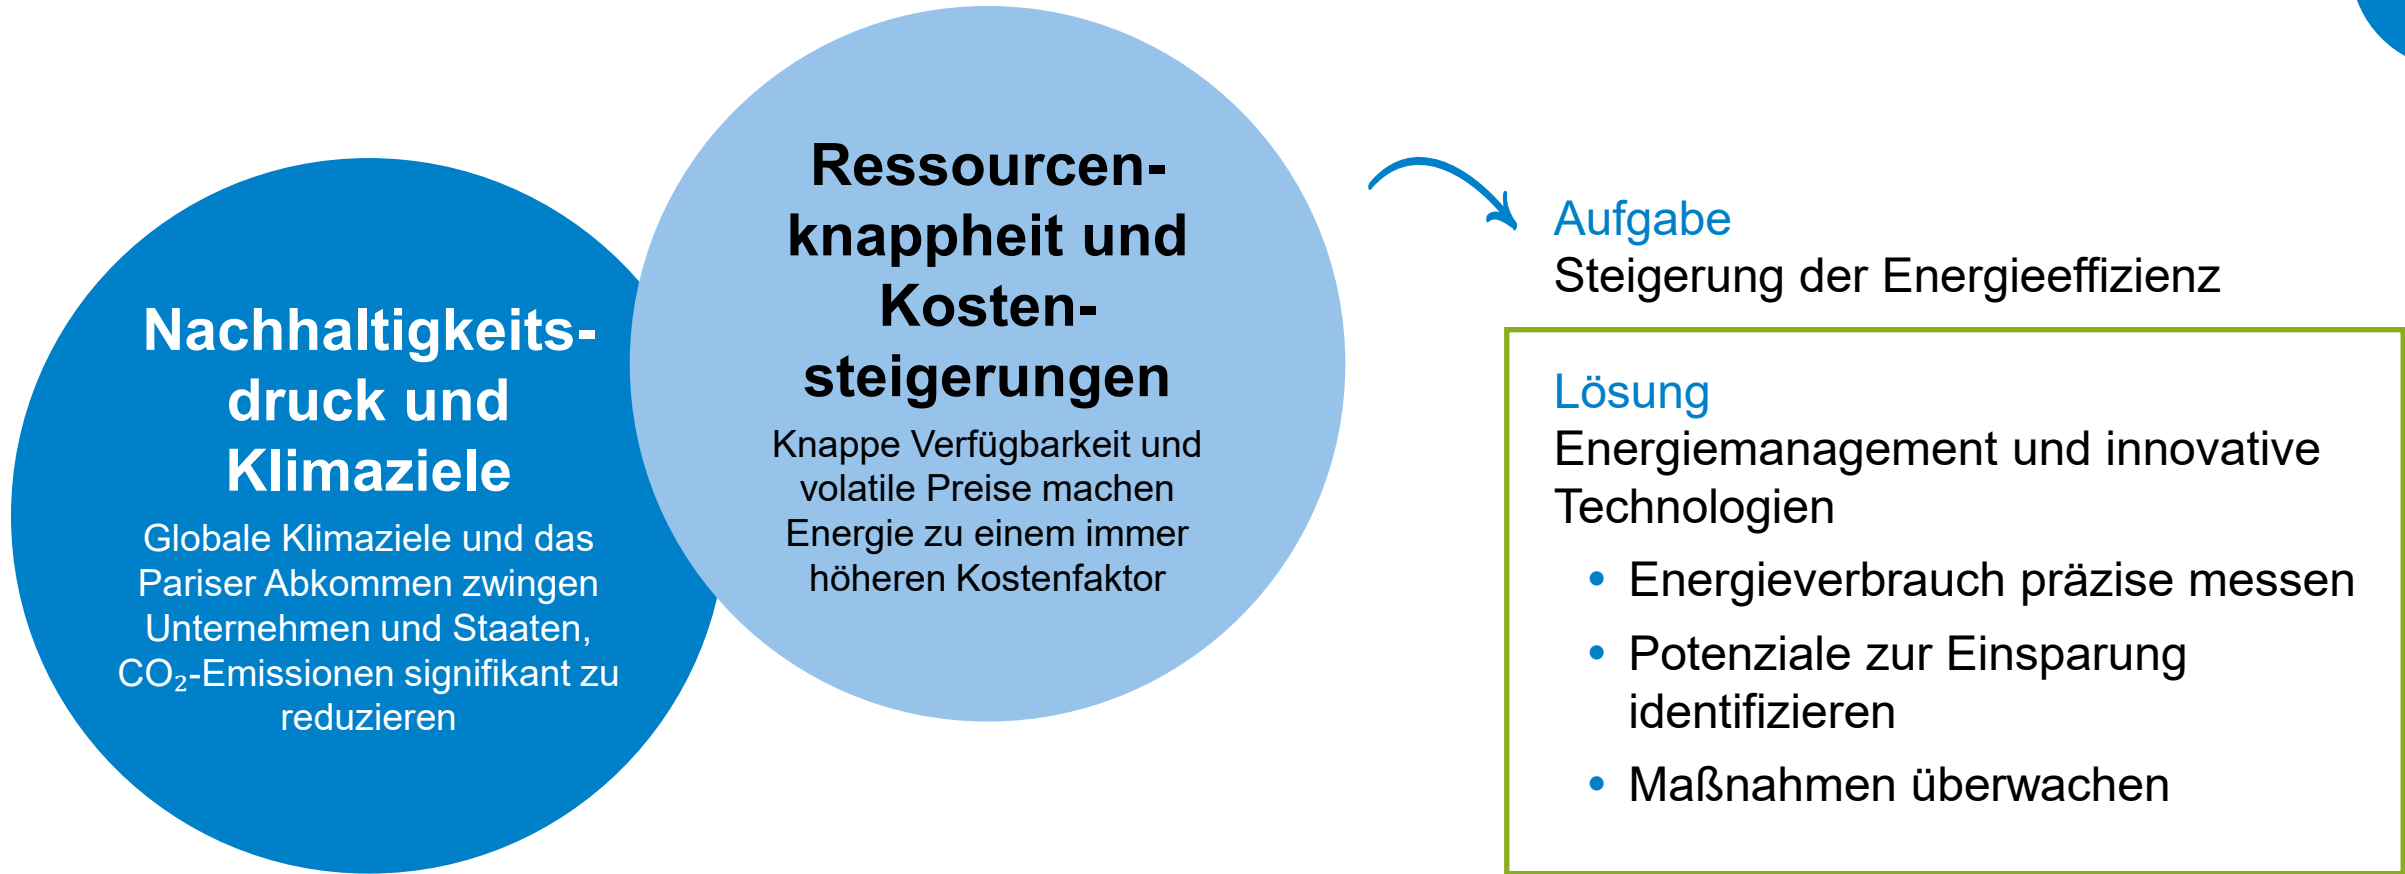 Nachhaltigkeits-
druck und
Klimaziele
Globale Klimaziele und das
Pariser Abkommen zwingen
Unternehmen und Staaten,
CO₂-Emissionen signifikant zu
reduzieren
Ressourcen-
knappheit und
Kosten-
steigerungen
Knappe Verfügbarkeit und
volatile Preise machen
Energie zu einem immer
höheren Kostenfaktor
Aufgabe
Steigerung der Energieeffizienz
Lösung
Energiemanagement und innovative
Technologien
• Energieverbrauch präzise messen
• Potenziale zur Einsparung
identifizieren
• Maßnahmen überwachen